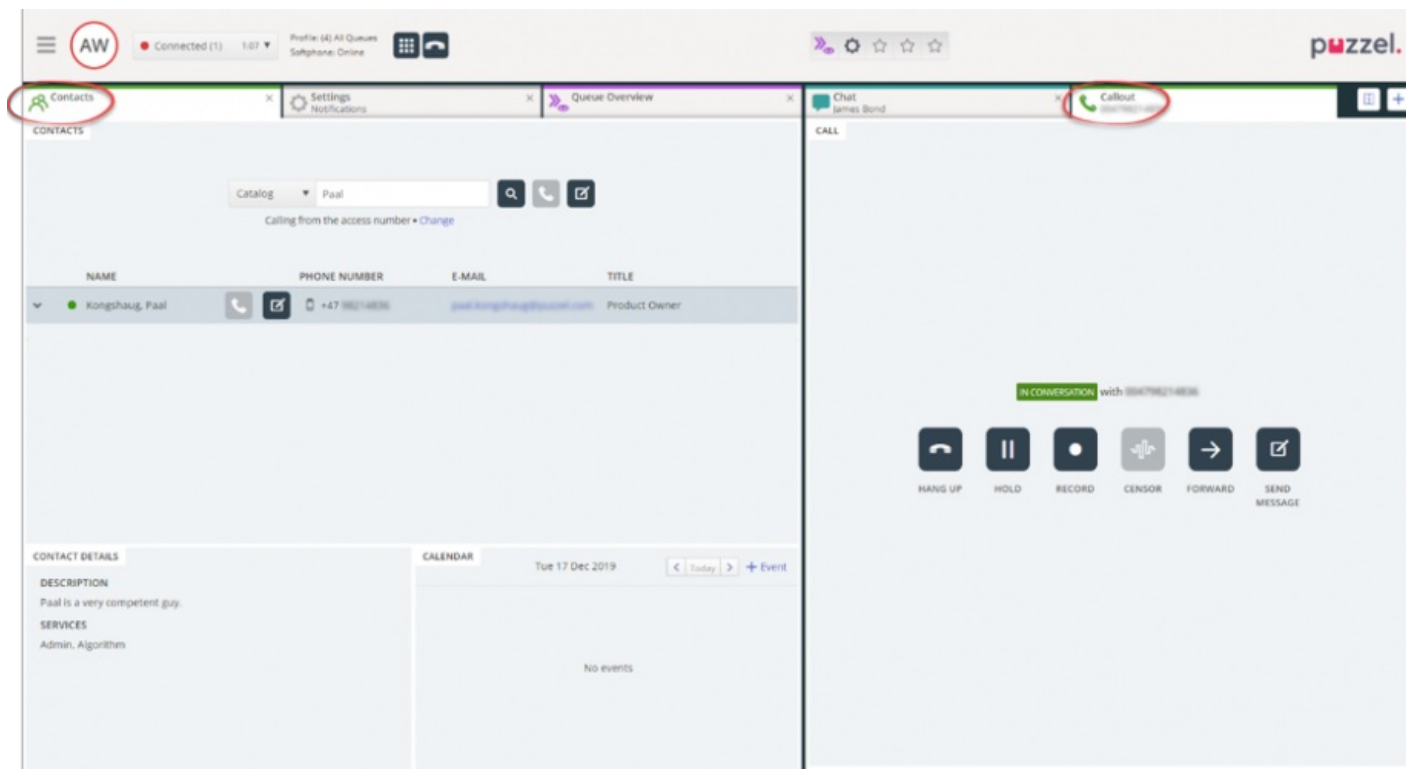 AW
Connected (1) 1:07
Profile: (4) All Queues
Softphone: Online
puzzel.
Contacts
Settings
Notifications
Queue Overview
Chat
James Bond
Callout
CONTACTS
Catalog Paal
Calling from the access number • Change
NAME PHONE NUMBER E-MAIL TITLE
Kongshaug, Paal +47 Product Owner
CONTACT DETAILS
DESCRIPTION
Paal is a very competent guy.
SERVICES
Admin, Algorithm
CALENDAR
Tue 17 Dec 2019 < Today > + Event
No events
CALL
IN CONVERSATION with
HANG UP HOLD RECORD CENSOR FORWARD SEND
MESSAGE